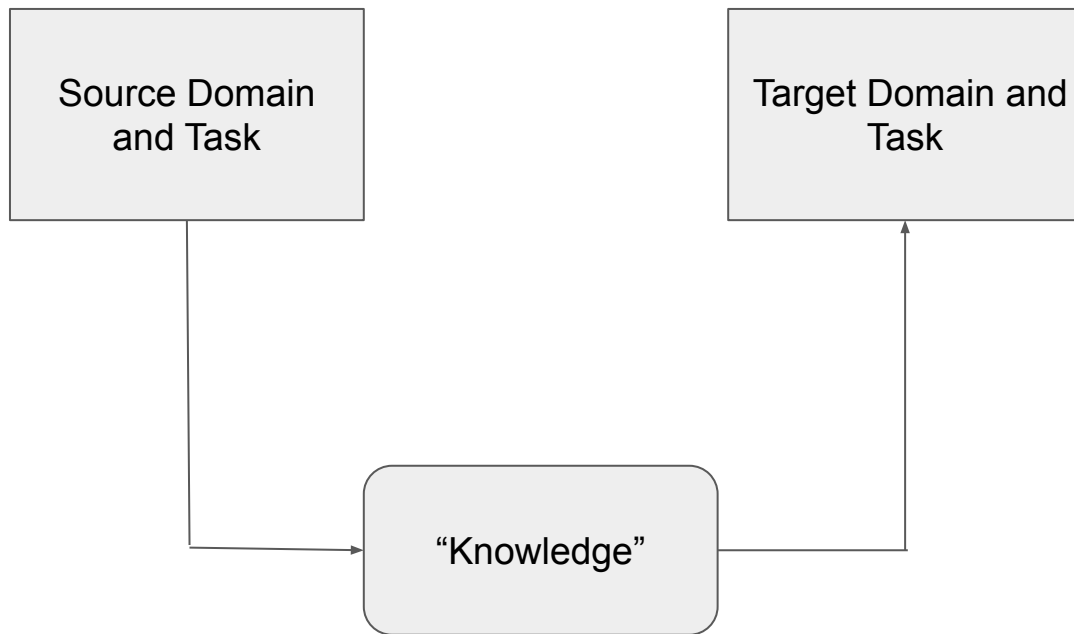 Source Domain
and Task
Target Domain and
Task
“Knowledge”